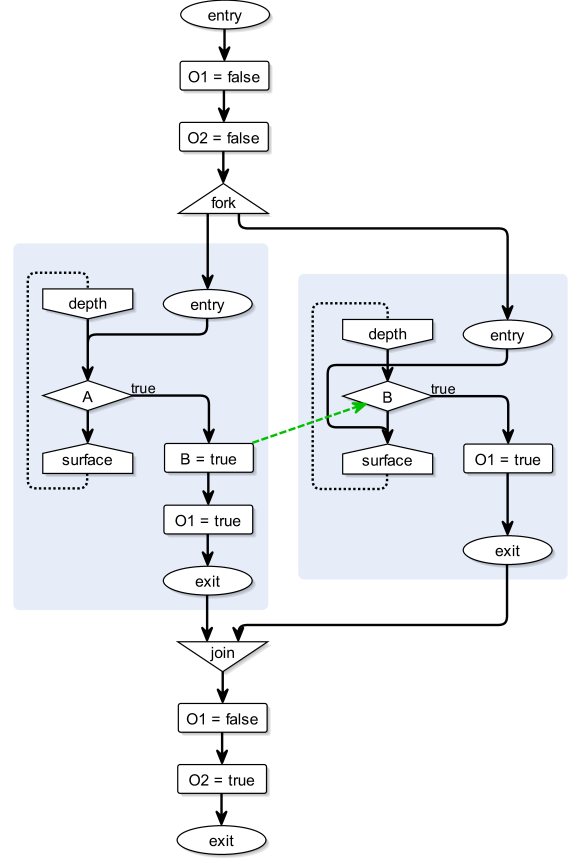 entry
O1 = false
O2 = false
fork
depth
entry
A
true
surface
B = true
O1 = true
exit
depth
entry
B
true
surface
O1 = true
exit
join
O1 = false
O2 = true
exit